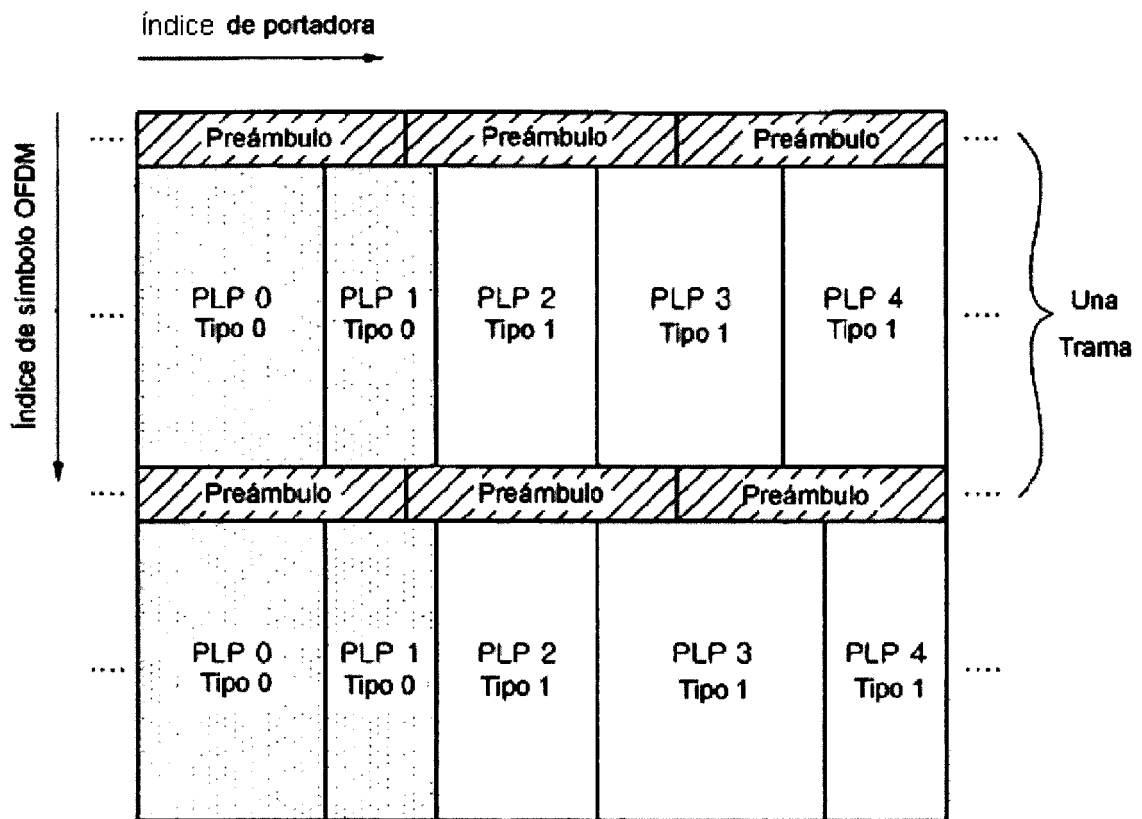 Índice de portadora
Índice de símbolo OFDM
.... Preámbulo Preámbulo Preámbulo ....
.... PLP 0 PLP 1 PLP 2 PLP 3 PLP 4 ....
Tipo 0 Tipo 0 Tipo 1 Tipo 1 Tipo 1
Una
Trama
.... Preámbulo Preámbulo Preámbulo ....
.... PLP 0 PLP 1 PLP 2 PLP 3 PLP 4 ....
Tipo 0 Tipo 0 Tipo 1 Tipo 1 Tipo 1